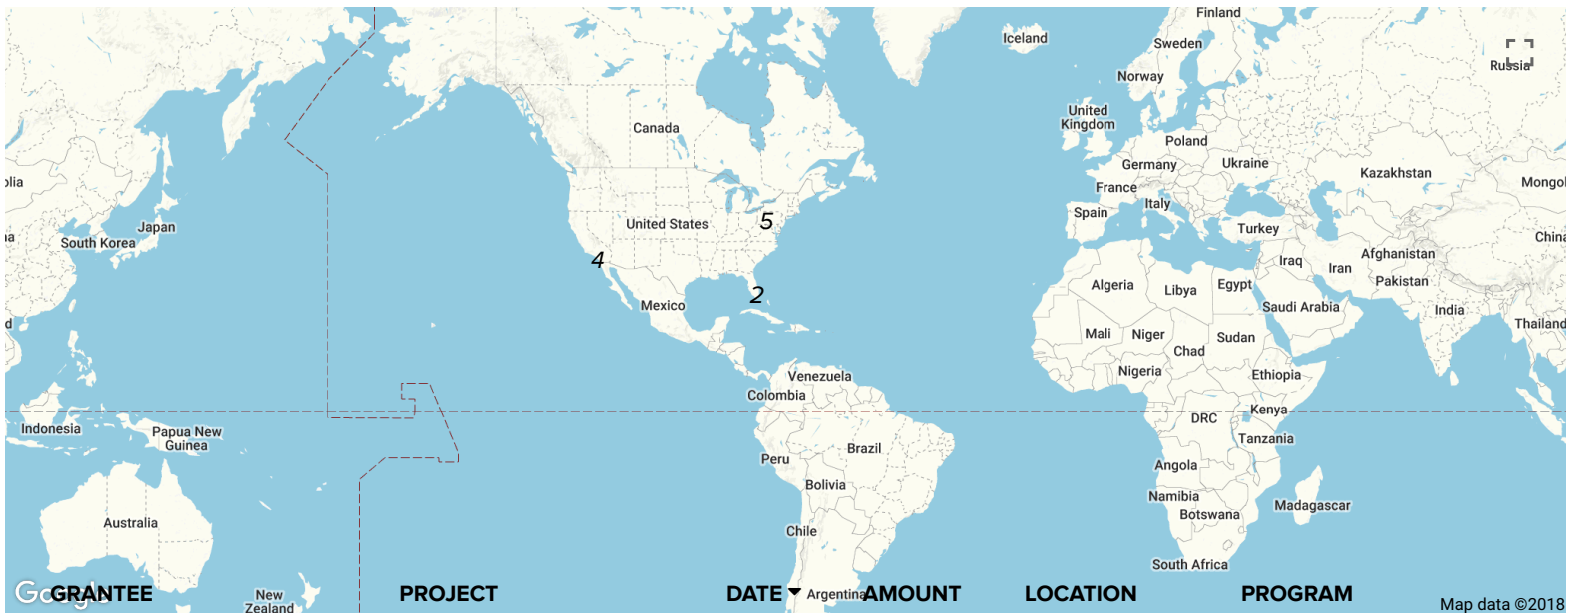 Finland
Iceland
Sweden
Russia
Norway
United
Kingdom
Canada
Poland
Germany
Ukraine
Kazakhstan
olia
France
Mongol
Italy
Spain
5
United States
Japan
Turkey
na
South Korea
China
Afghanistan
4
Iraq
Iran
Pakistan
Algeria
Libya
Egypt
2
Mexico
Saudi Arabia
India
d
Thailand
Mali
Niger
Sudan
Chad
Nigeria
Ethiopia
Venezuela
Colombia
Kenya
DRC
Indonesia
Papua New
Guinea
Tanzania
Brazil
Peru
Angola
Bolivia
Namibia
Madagascar
Botswana
Australia
Chile
South Africa
Google
GRANTEE
PROJECT
DATE
Argentina
AMOUNT
LOCATION
PROGRAM
New
Zealand
Map data ©2018